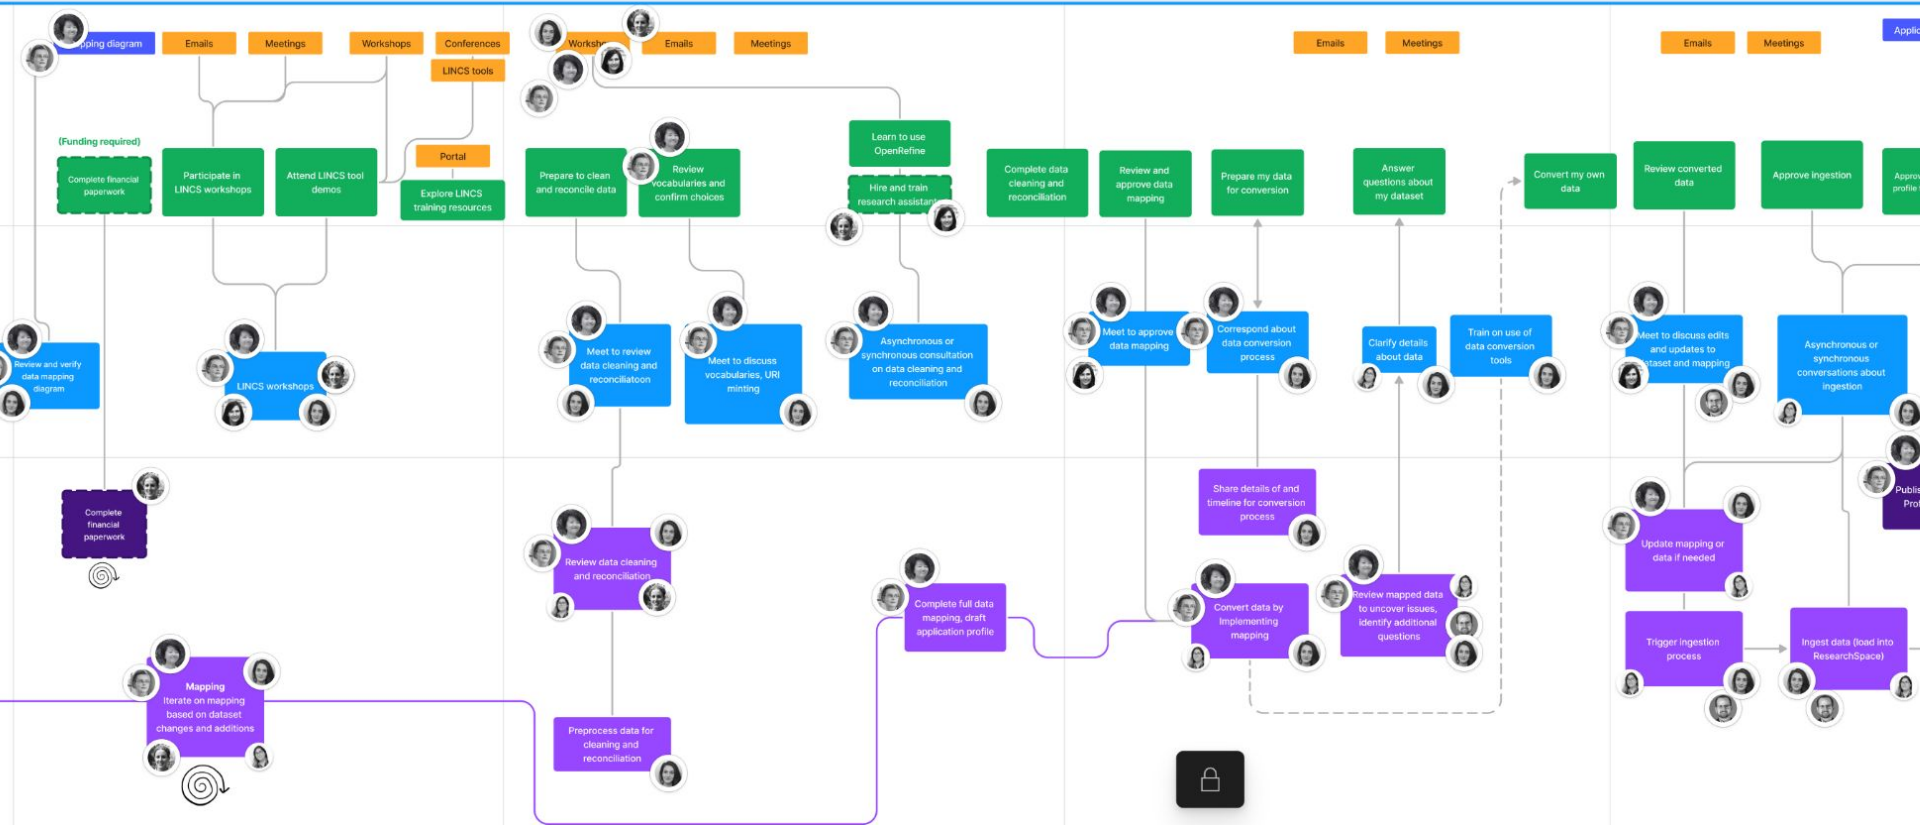 pping diagram
Emails
Meetings
Workshops
Conferences
LINCS tools
Emails
Meetings
Emails
Meetings
Emails
Meetings
(Funding required)
Complete financial
paperwork
Participate in
LINCS workshops
Attend LINCS tool
demos
Portal
Explore LINCS
training resources
Prepare to clean
and reconcile data
Review
vocabularies and
confirm choices
Learn to use
OpenRefine
Hire and train
research assistant
Complete data
cleaning and
reconciliation
Review and
approve data
mapping
Prepare my data
for conversion
Answer
questions about
my dataset
Convert my own
data
Review converted
data
Approve ingestion
profile
Review and verify
data mapping
diagram
LINCS workshops
Meet to review
data cleaning and
reconciliatoon
Meet to discuss
vocabularies, URI
minting
Asynchronous or
synchronous consultation
on data cleaning and
reconciliation
Meet to approve
data mapping
Correspond about
data conversion
process
Clarify details
about data
Train on use of
data conversion
tools
Meet to discuss edits
and updates to
dataset and mapping
Asynchronous or
synchronous
conversations about
ingestion
Complete
financial
paperwork
Review data cleaning
and reconciliation
Share details of and
timeline for conversion
process
Complete full data
mapping, draft
application profile
Convert data by
Implementing
mapping
Review mapped data
to uncover issues,
identify additional
questions
Update mapping or
data if needed
Trigger ingestion
process
Ingest data (load into
ResearchSpace)
Mapping
Iterate on mapping
based on dataset
changes and additions
Preprocess data for
cleaning and
reconciliation